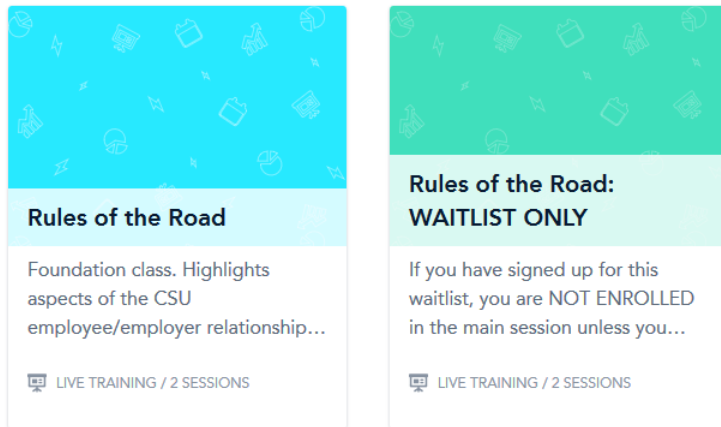 Rules of the Road
Foundation class. Highlights
aspects of the CSU
employee/employer relationship...
LIVE TRAINING / 2 SESSIONS
Rules of the Road:
WAITLIST ONLY
If you have signed up for this
waitlist, you are NOT ENROLLED
in the main session unless you...
LIVE TRAINING / 2 SESSIONS